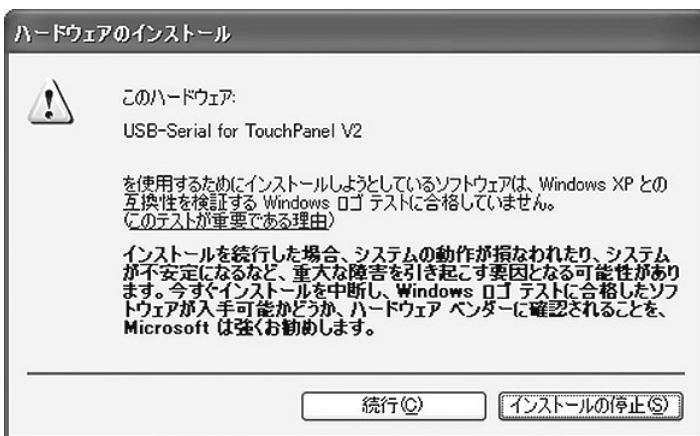 ハードウェアのインストール
このハードウェア:
USB-Serial for TouchPanel V2
を使用するためにインストールしようとしているソフトウェアは、Windows XP との
互換性を検証する Windows ロゴ テストに合格していません。
(このテストが重要である理由)
インストールを続行した場合、システムの動作が損なわれたり、システム
が不安定になるなど、重大な障害を引き起こす要因となる可能性があり
ます。今すぐインストールを中断し、Windows ロゴ テストに合格したソフ
トウェアが入手可能かどうか、ハードウェア ベンダーに確認されることを、
Microsoft は強くお勧めします。
続行(C) インストールの停止(S)